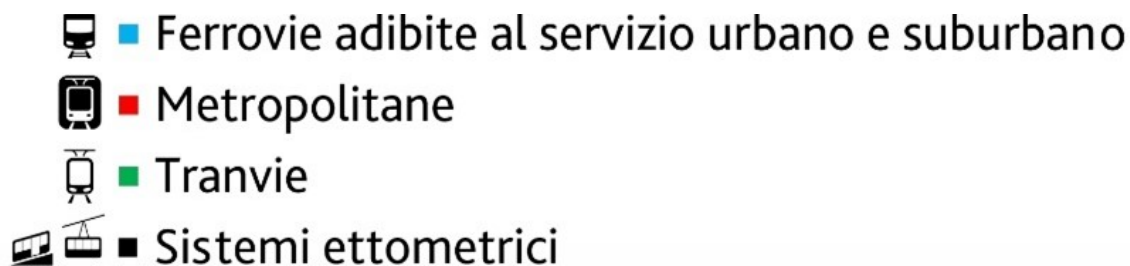 Ferrovie adibite al servizio urbano e suburbano
Metropolitane
Tranvie
Sistemi ettometrici